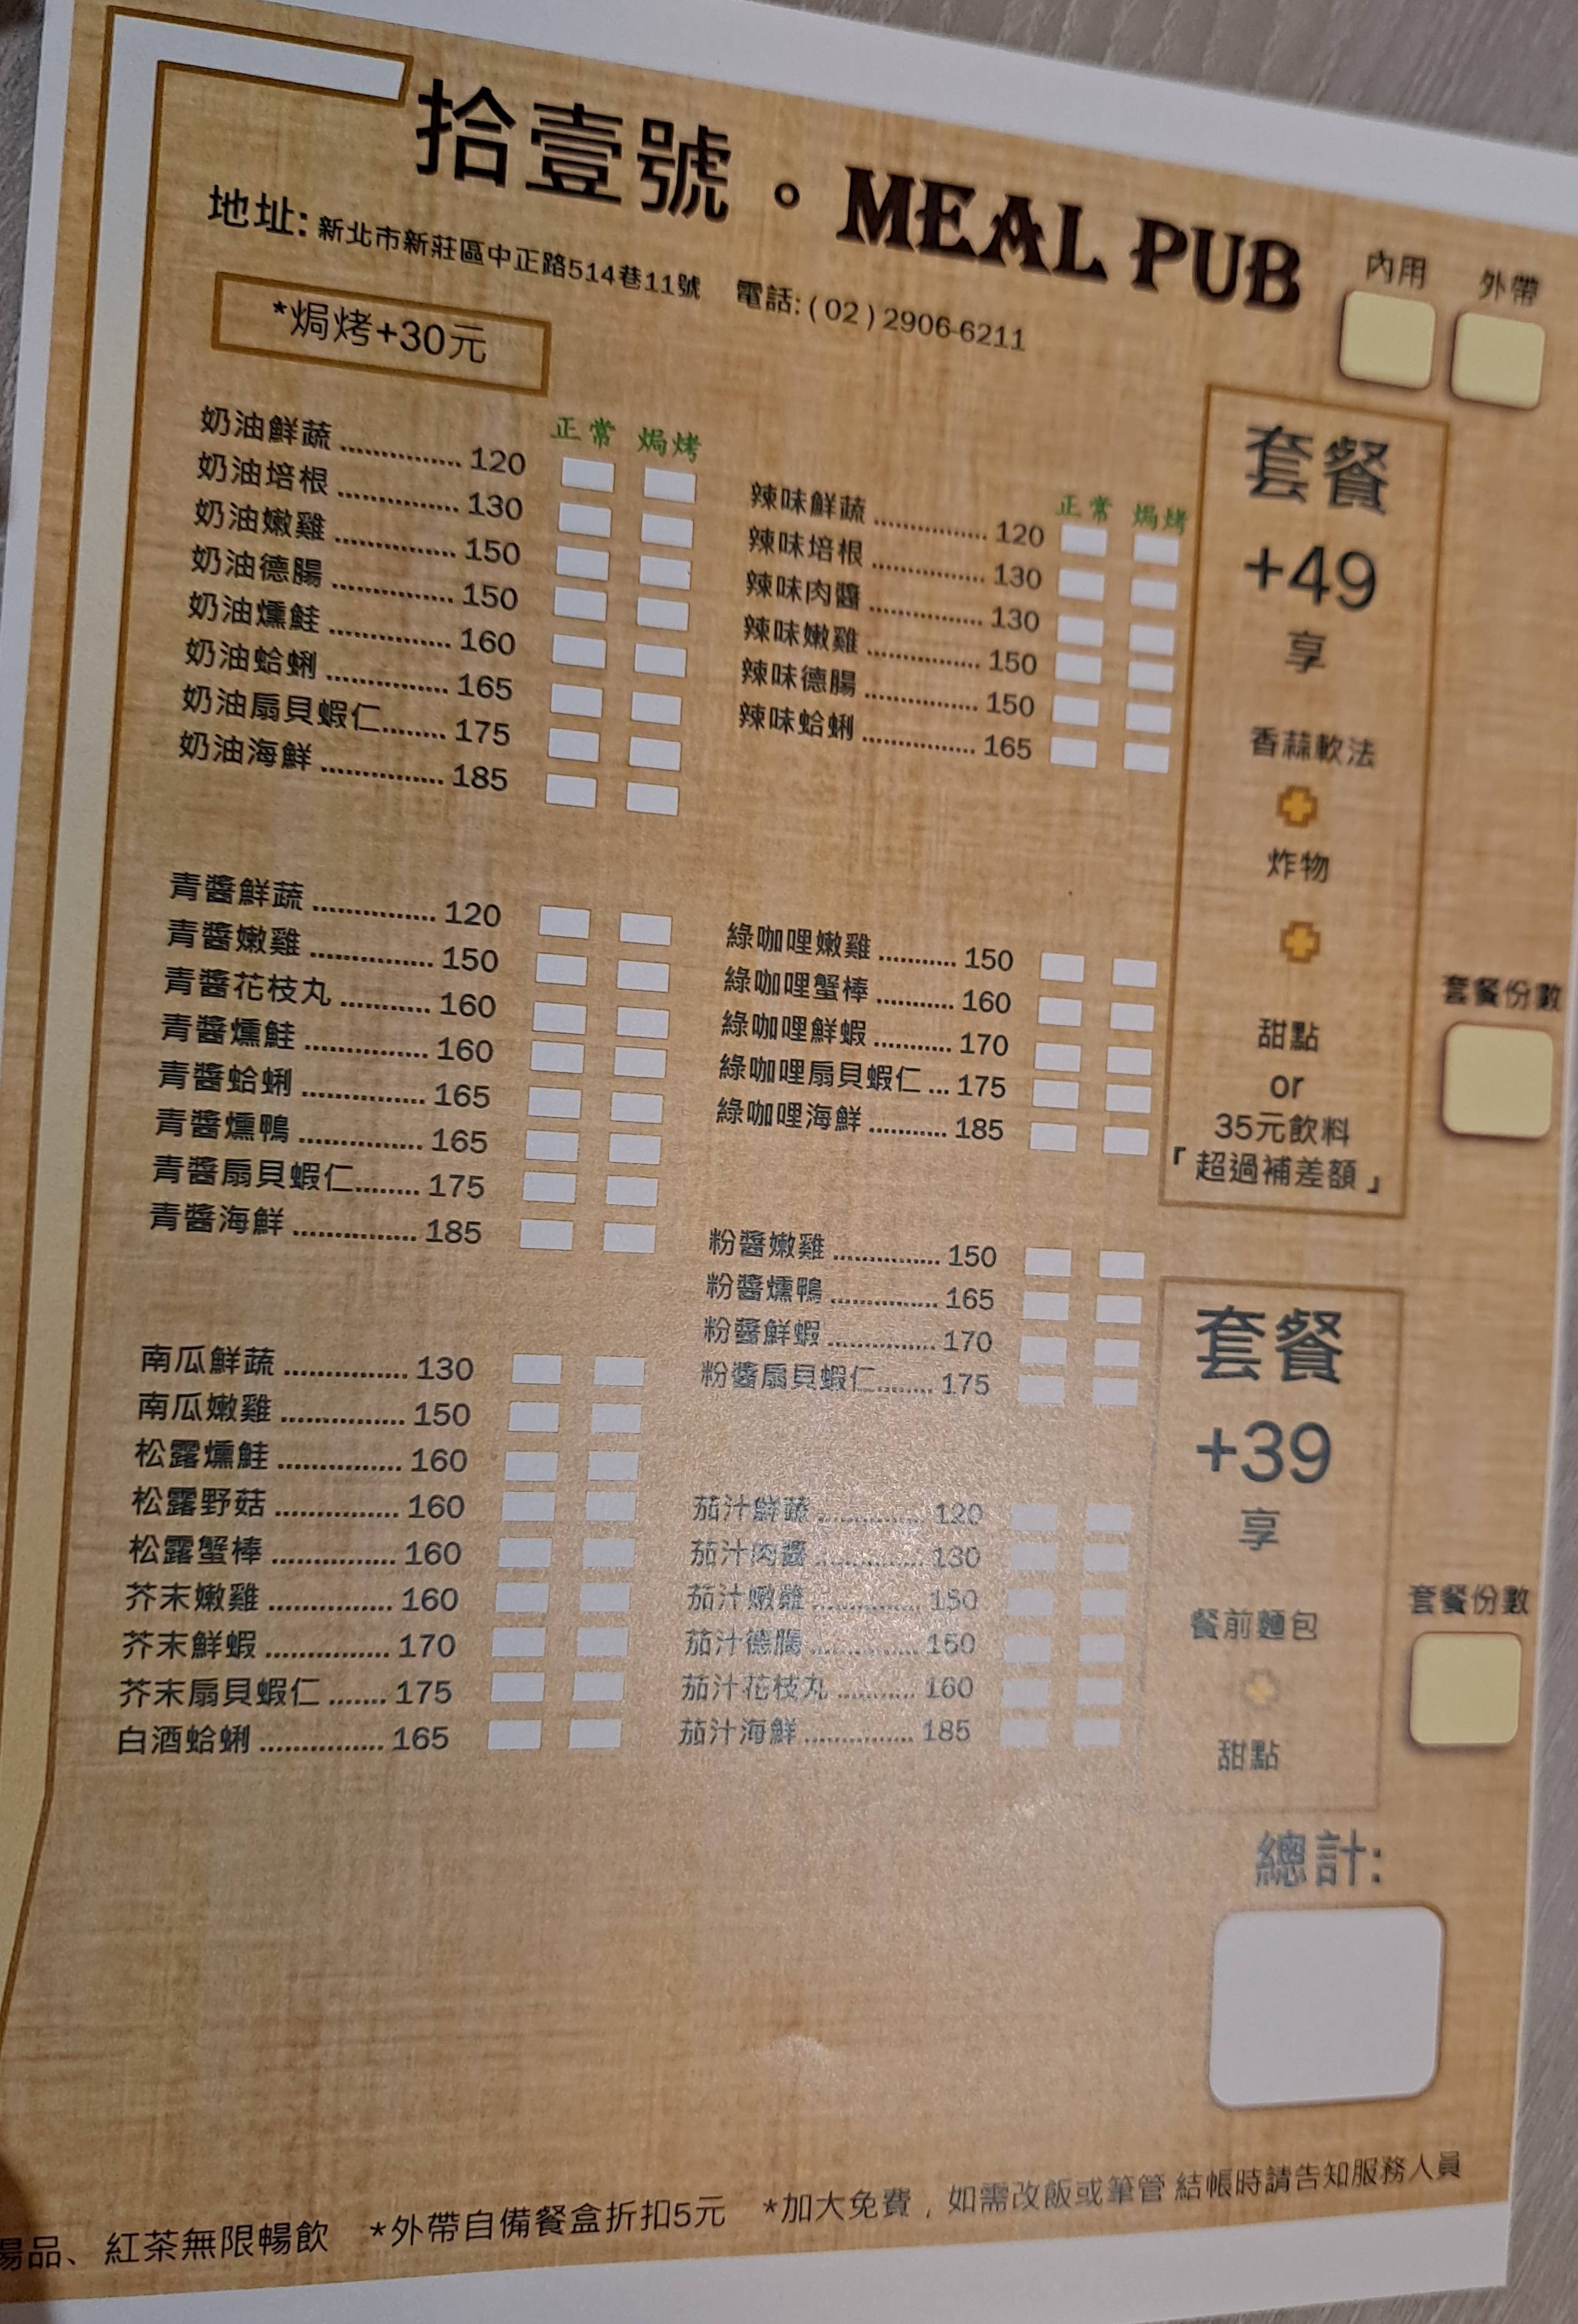 拾壹號。MEAL PUB
地址: 新北市新莊區中正路514巷11號 電話:(02)2906-6211
內用 外帶
*焗烤+30元
正常 焗烤
奶油鮮蔬..............120
奶油培根..............130
奶油嫩雞..............150
奶油德腸..............150
奶油燻鮭..............160
奶油蛤蜊..............165
奶油扇貝蝦仁.......175
奶油海鮮..............185
青醬鮮蔬..............120
青醬嫩雞..............150
青醬花枝丸..........160
青醬燻鮭..............160
青醬蛤蜊..............165
青醬燻鴨..............165
青醬扇貝蝦仁.......175
青醬海鮮..............185
南瓜鮮蔬..............130
南瓜嫩雞..............150
松露燻鮭..............160
松露野菇..............160
松露蟹棒..............160
芥末嫩雞..............160
芥末鮮蝦..............170
芥末扇貝蝦仁.......175
白酒蛤蜊..............165
正常 焗烤
辣味鮮蔬..............120
辣味培根..............130
辣味肉醬..............130
辣味嫩雞..............150
辣味德腸..............150
辣味蛤蜊..............165
綠咖哩嫩雞..........150
綠咖哩蟹棒..........160
綠咖哩鮮蝦..........170
綠咖哩扇貝蝦仁...175
綠咖哩海鮮..........185
粉醬嫩雞..............150
粉醬燻鴨..............165
粉醬鮮蝦..............170
粉醬扇貝蝦仁.......175
茄汁鮮蔬..............120
茄汁肉醬..............130
茄汁嫩雞..............150
茄汁德腸..............150
茄汁花枝丸..........160
茄汁海鮮..............185
套餐
+49
享
香蒜軟法
炸物
甜點
or
35元飲料
「超過補差額」
套餐份數
套餐
+39
享
餐前麵包
甜點
套餐份數
總計:
湯品、紅茶無限暢飲 *外帶自備餐盒折扣5元 *加大免費，如需改飯或筆管 結帳時請告知服務人員